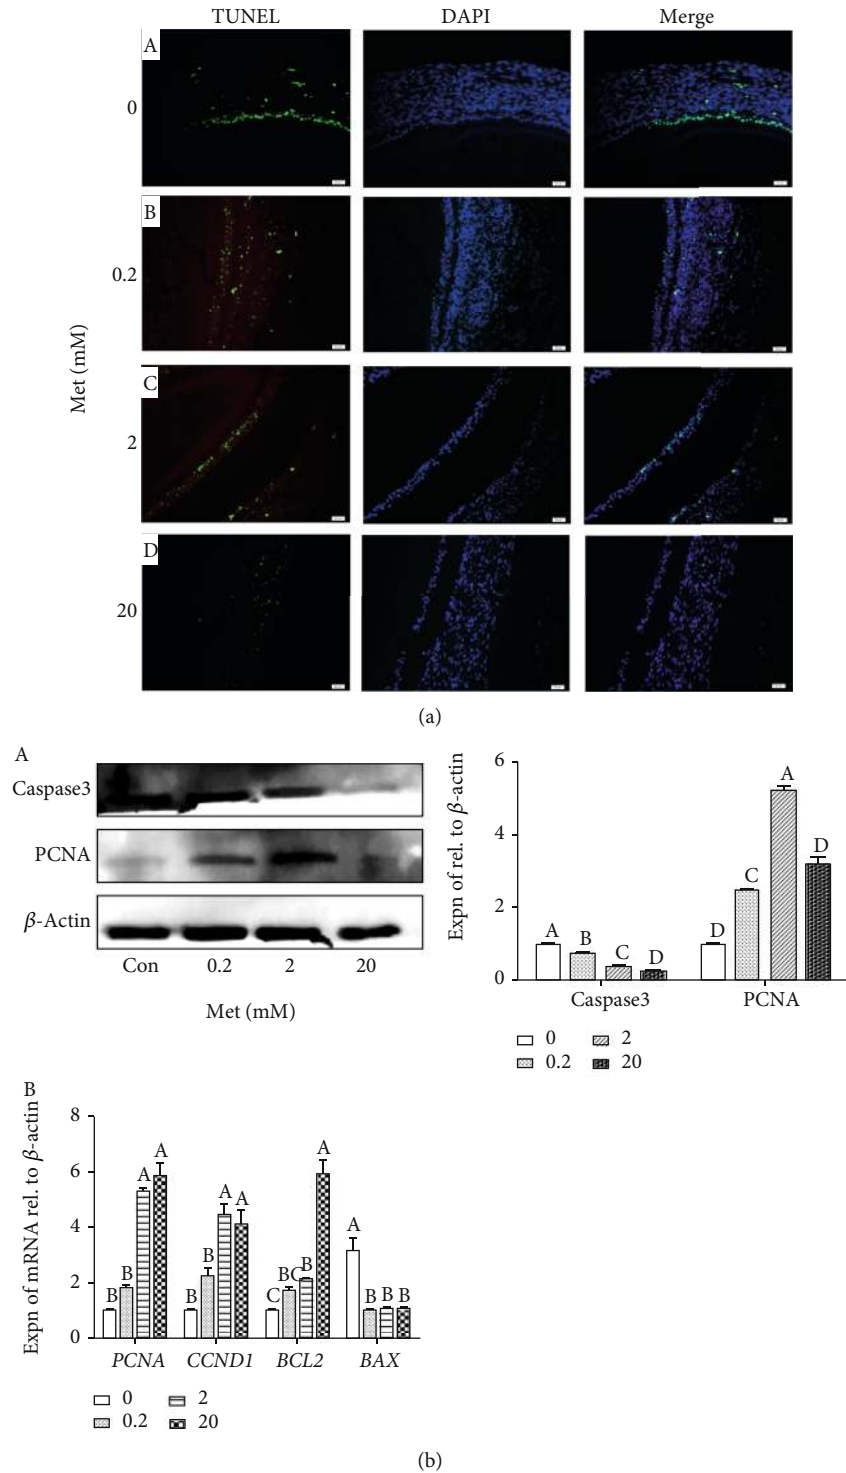 TUNEL DAPI Merge
A
0
B
0.2
Met (mM)
C
2
D
20
(a)
A
Caspase3
PCNA
β-Actin
Con 0.2 2 20
Met (mM)
Expn of rel. to β-actin
6
4
2
0
A B C D
D C A D
Caspase3 PCNA
0 2
0.2 20
B
Expn of mRNA rel. to β-actin
8
6
4
2
0
B B A A
B B A A
C BC B A
A B B B
PCNA CCND1 BCL2 BAX
0 2
0.2 20
(b)